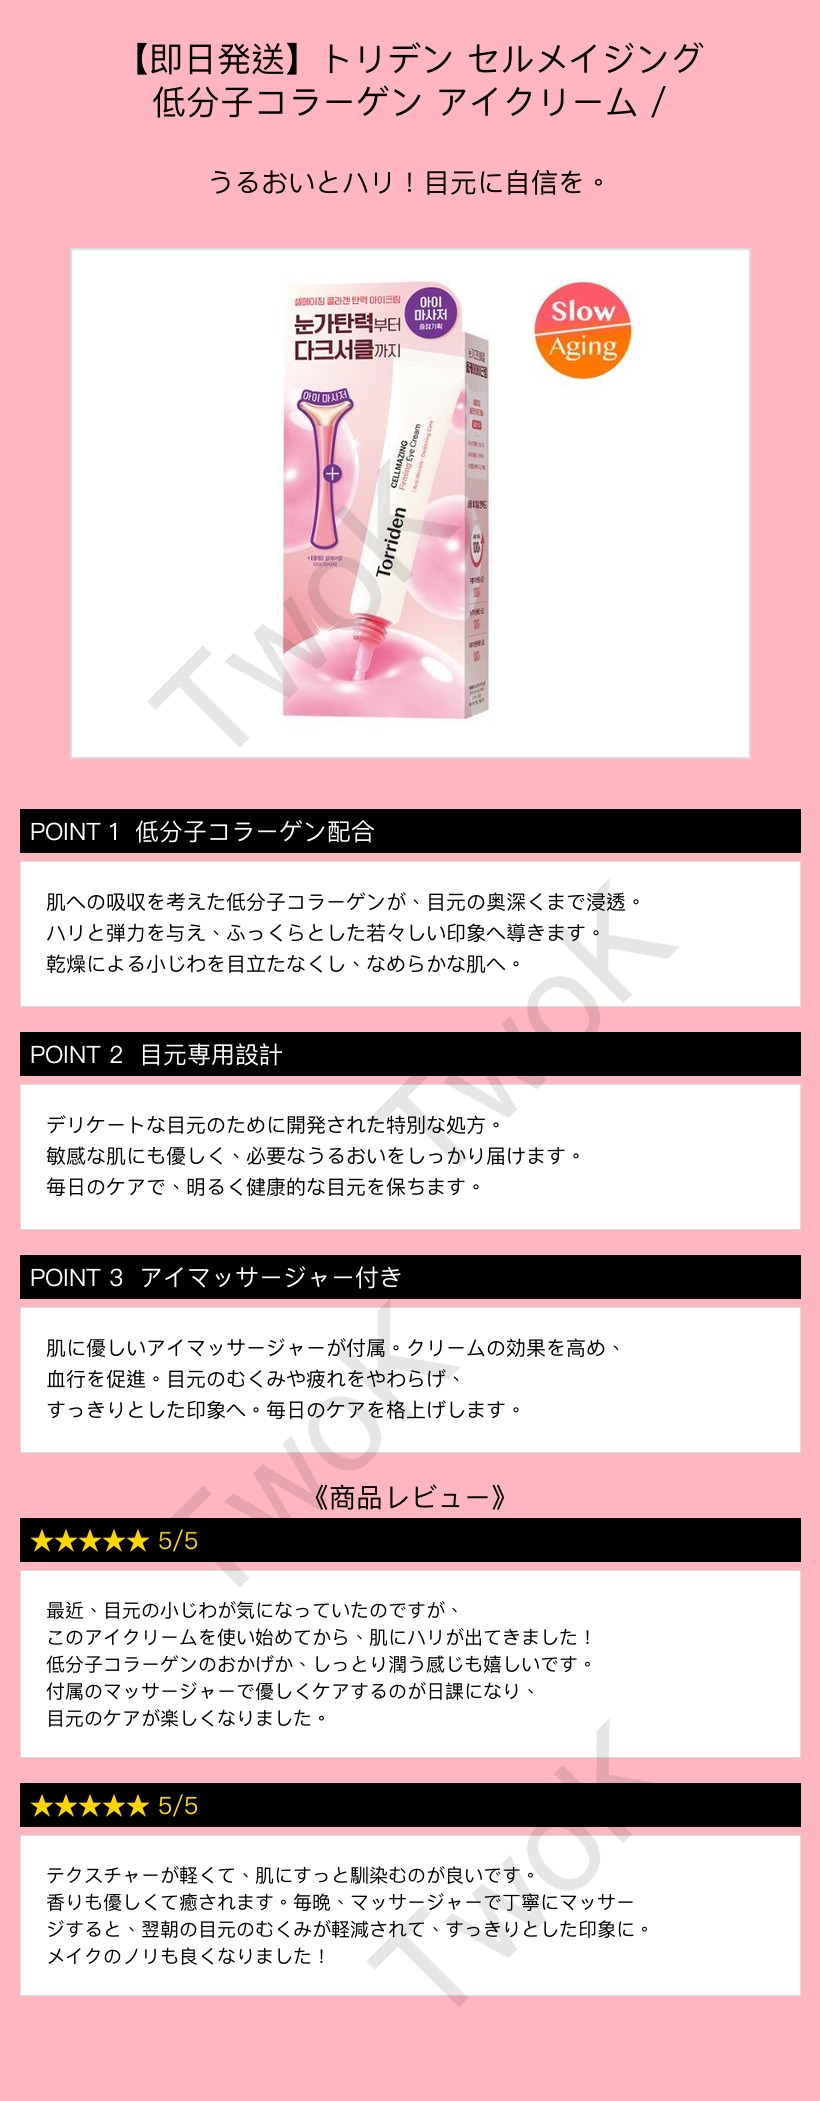 【即日発送】トリデン セルメイジング
低分子コラーゲン アイクリーム /
うるおいとハリ！目元に自信を。
셀메이징 콜라겐 탄력 아이크림
눈가탄력부터
다크서클까지
아이
마사저
증정기획
Slow
Aging
아이 마사저
+
Torriden
CELLMAZING
Firming Eye Cream
TwoK
POINT 1 低分子コラーゲン配合
肌への吸収を考えた低分子コラーゲンが、目元の奥深くまで浸透。
ハリと弾力を与え、ふっくらとした若々しい印象へ導きます。
乾燥による小じわを目立たなくし、なめらかな肌へ。
TwoK
POINT 2 目元専用設計
デリケートな目元のために開発された特別な処方。
敏感な肌にも優しく、必要なうるおいをしっかり届けます。
毎日のケアで、明るく健康的な目元を保ちます。
POINT 3 アイマッサージャー付き
肌に優しいアイマッサージャーが付属。クリームの効果を高め、
血行を促進。目元のむくみや疲れをやわらげ、
すっきりとした印象へ。毎日のケアを格上げします。
TwoK
《商品レビュー》
★★★★★ 5/5
最近、目元の小じわが気になっていたのですが、
このアイクリームを使い始めてから、肌にハリが出てきました！
低分子コラーゲンのおかげか、しっとり潤う感じも嬉しいです。
付属のマッサージャーで優しくケアするのが日課になり、
目元のケアが楽しくなりました。
★★★★★ 5/5
テクスチャーが軽くて、肌にすっと馴染むのが良いです。
香りも優しくて癒されます。毎晩、マッサージャーで丁寧にマッサー
ジすると、翌朝の目元のむくみが軽減されて、すっきりとした印象に。
メイクのノリも良くなりました！
TwoK